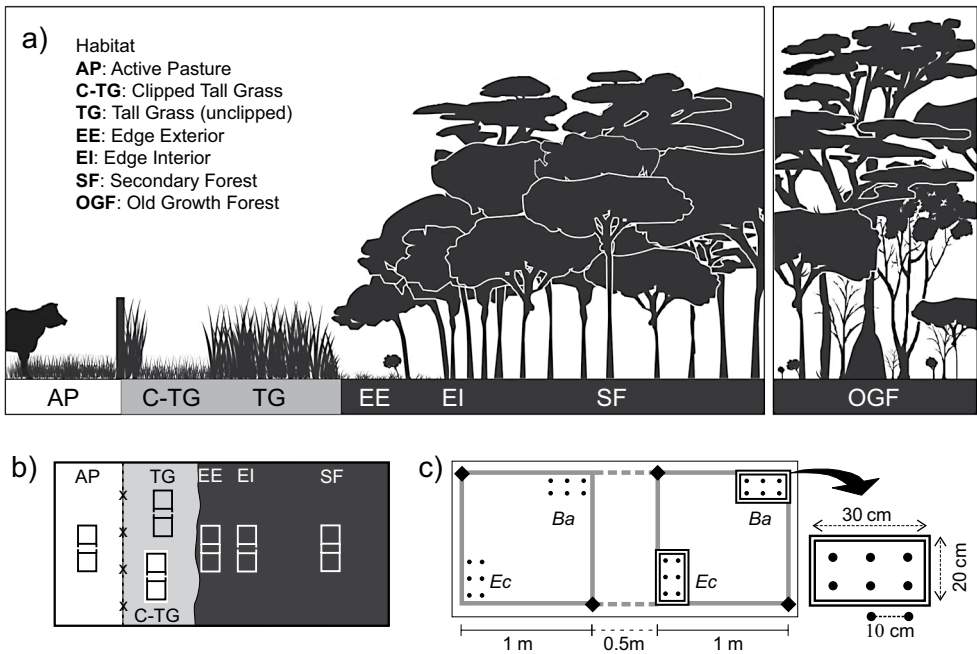 a)
Habitat
AP: Active Pasture
C-TG: Clipped Tall Grass
TG: Tall Grass (unclipped)
EE: Edge Exterior
EI: Edge Interior
SF: Secondary Forest
OGF: Old Growth Forest
AP C-TG TG EE EI SF OGF
b)
AP TG EE EI SF
x
x
x
x
C-TG
c)
Ba Ba
Ec Ec
30 cm
20 cm
10 cm
1 m 0.5m 1 m